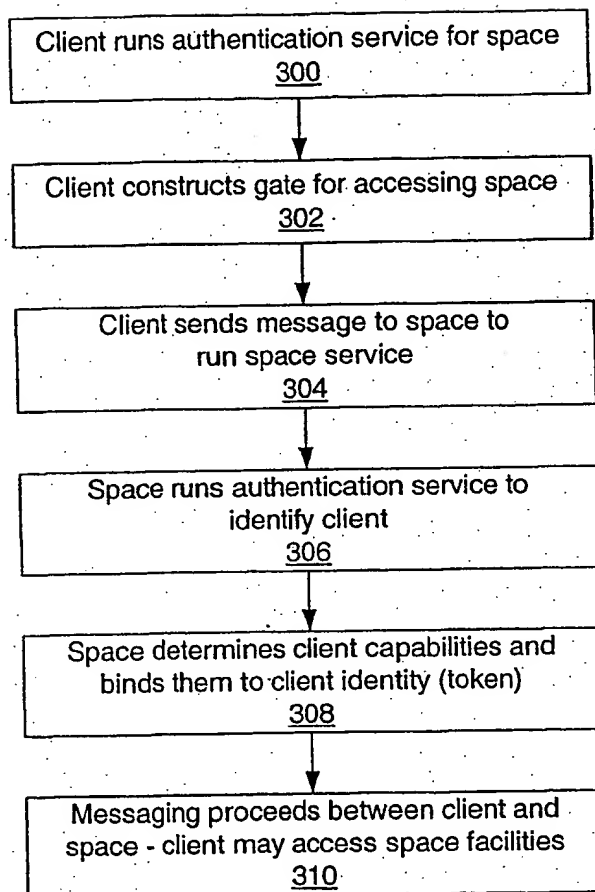 Client runs authentication service for space
300
Client constructs gate for accessing space
302
Client sends message to space to
run space service
304
Space runs authentication service to
identify client
306
Space determines client capabilities and
binds them to client identity (token)
308
Messaging proceeds between client and
space - client may access space facilities
310